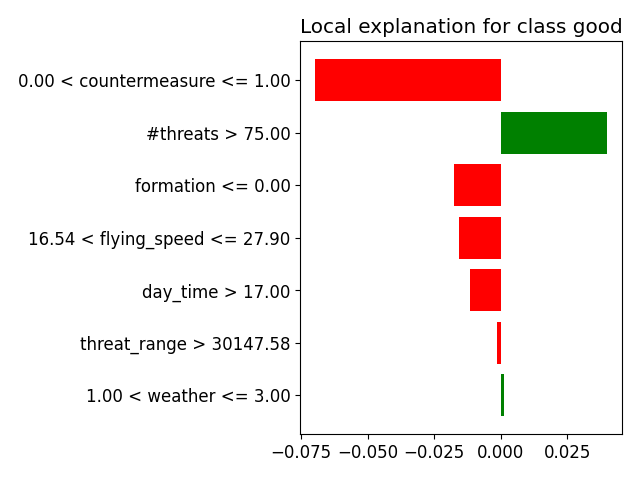 Local explanation for class good
0.00 < countermeasure <= 1.00
#threats > 75.00
formation <= 0.00
16.54 < flying_speed <= 27.90
day_time > 17.00
threat_range > 30147.58
1.00 < weather <= 3.00
−0.075 −0.050 −0.025 0.000 0.025